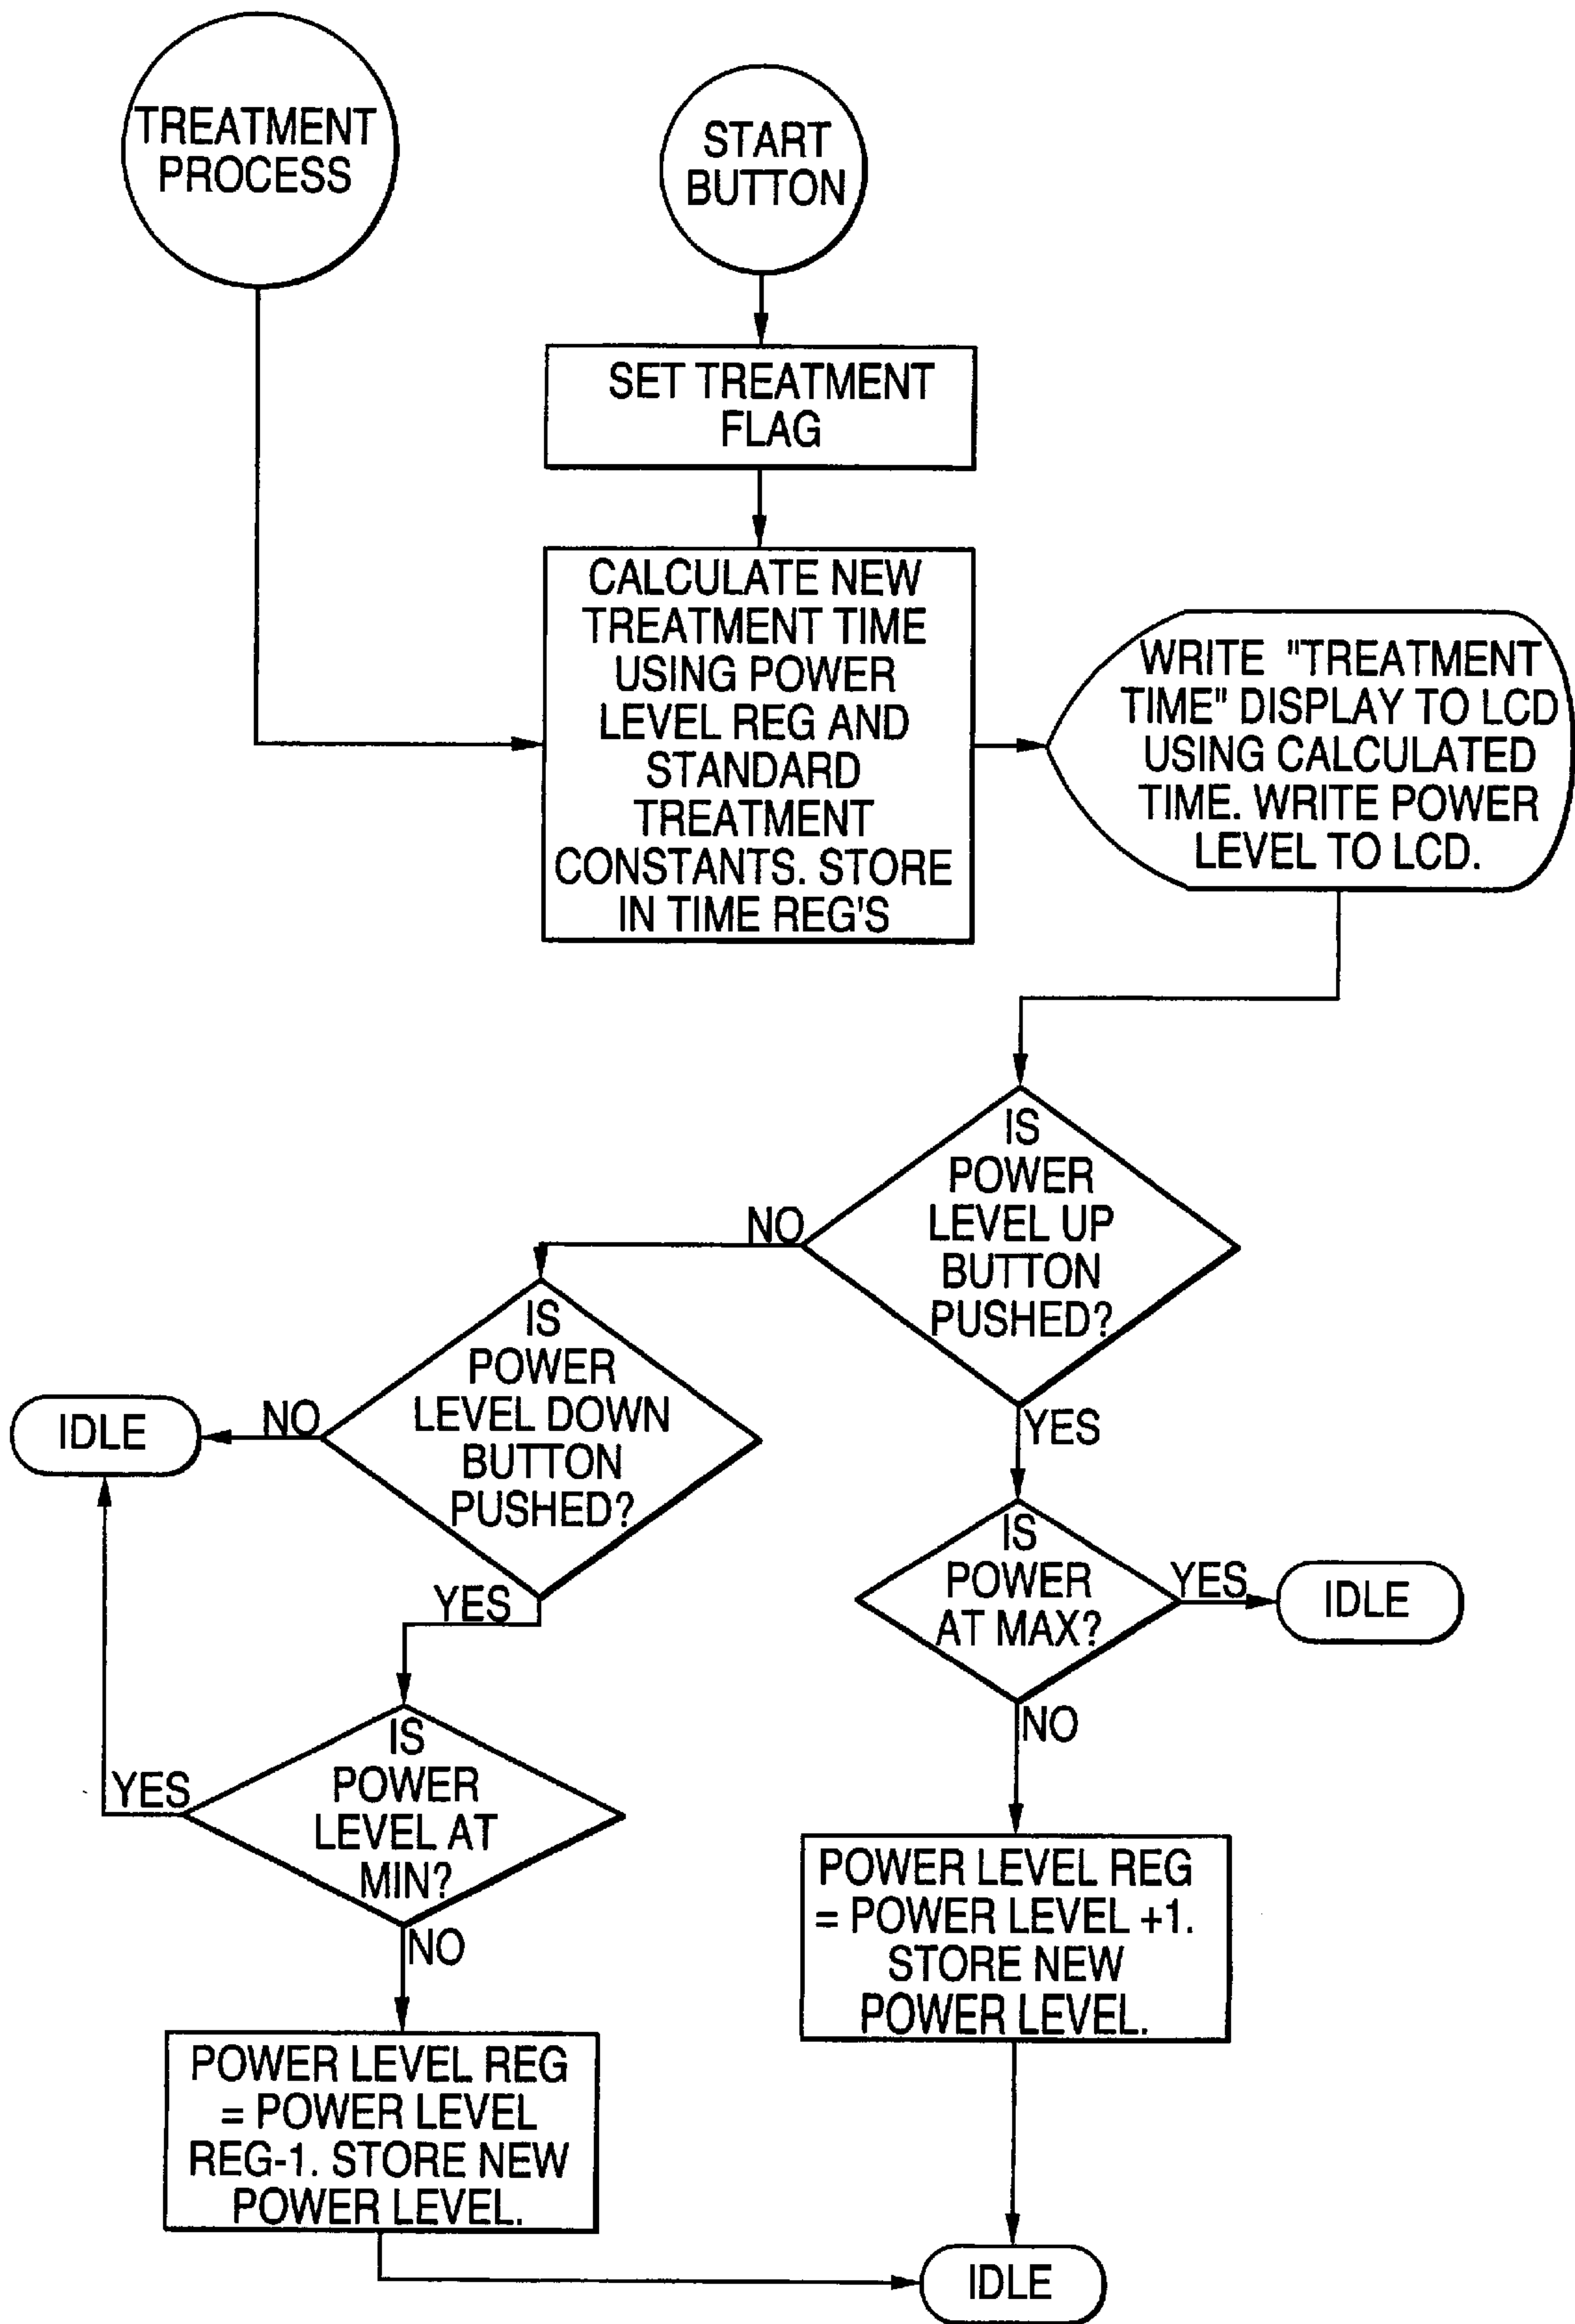 TREATMENT
PROCESS
START
BUTTON
SET TREATMENT
FLAG
CALCULATE NEW
TREATMENT TIME
USING POWER
LEVEL REG AND
STANDARD
TREATMENT
CONSTANTS. STORE
IN TIME REG'S
WRITE "TREATMENT
TIME" DISPLAY TO LCD
USING CALCULATED
TIME. WRITE POWER
LEVEL TO LCD.
IS
POWER
LEVEL UP
BUTTON
PUSHED?
NO
YES
IS
POWER
LEVEL DOWN
BUTTON
PUSHED?
NO
IDLE
YES
IS
POWER
AT MAX?
YES
IDLE
NO
IS
POWER
LEVEL AT
MIN?
YES
NO
POWER LEVEL REG
= POWER LEVEL +1.
STORE NEW
POWER LEVEL.
POWER LEVEL REG
= POWER LEVEL
REG-1. STORE NEW
POWER LEVEL.
IDLE